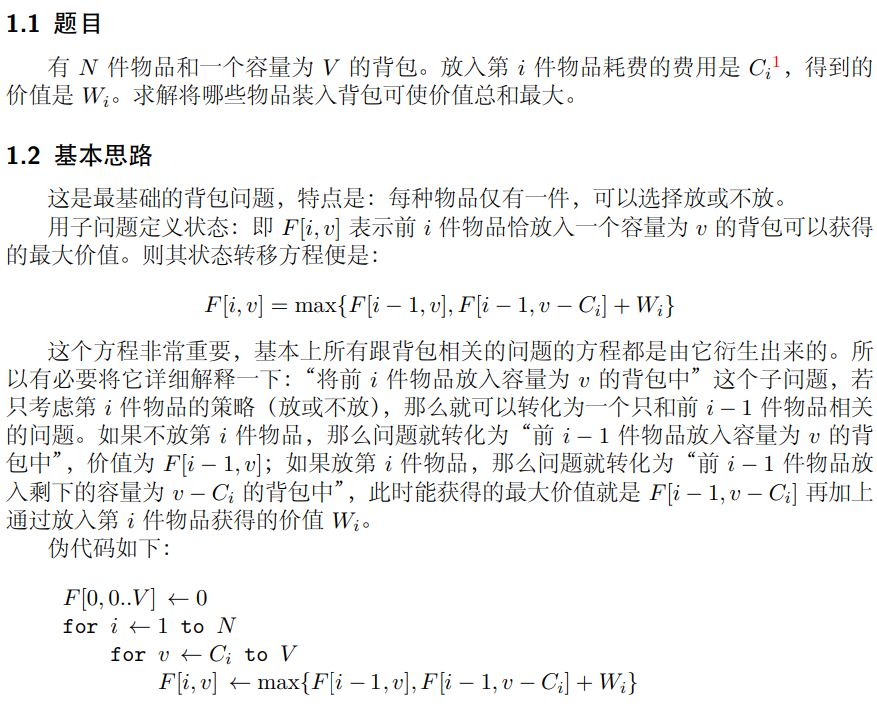 1.1 题目
有 N 件物品和一个容量为 V 的背包。放入第 i 件物品耗费的费用是 Cᵢ¹，得到的
价值是 Wᵢ。求解将哪些物品装入背包可使价值总和最大。
1.2 基本思路
这是最基础的背包问题，特点是：每种物品仅有一件，可以选择放或不放。
用子问题定义状态：即 F[i, v] 表示前 i 件物品恰放入一个容量为 v 的背包可以获得
的最大价值。则其状态转移方程便是：
F[i, v] = max{F[i − 1, v], F[i − 1, v − Cᵢ] + Wᵢ}
这个方程非常重要，基本上所有跟背包相关的问题的方程都是由它衍生出来的。所
以有必要将它详细解释一下：“将前 i 件物品放入容量为 v 的背包中”这个子问题，若
只考虑第 i 件物品的策略（放或不放），那么就可以转化为一个只和前 i − 1 件物品相关
的问题。如果不放第 i 件物品，那么问题就转化为“前 i − 1 件物品放入容量为 v 的背
包中”，价值为 F[i − 1, v]；如果放第 i 件物品，那么问题就转化为“前 i − 1 件物品放
入剩下的容量为 v − Cᵢ 的背包中”，此时能获得的最大价值就是 F[i − 1, v − Cᵢ] 再加上
通过放入第 i 件物品获得的价值 Wᵢ。
伪代码如下：
F[0, 0..V] ← 0
for i ← 1 to N
for v ← Cᵢ to V
F[i, v] ← max{F[i − 1, v], F[i − 1, v − Cᵢ] + Wᵢ}